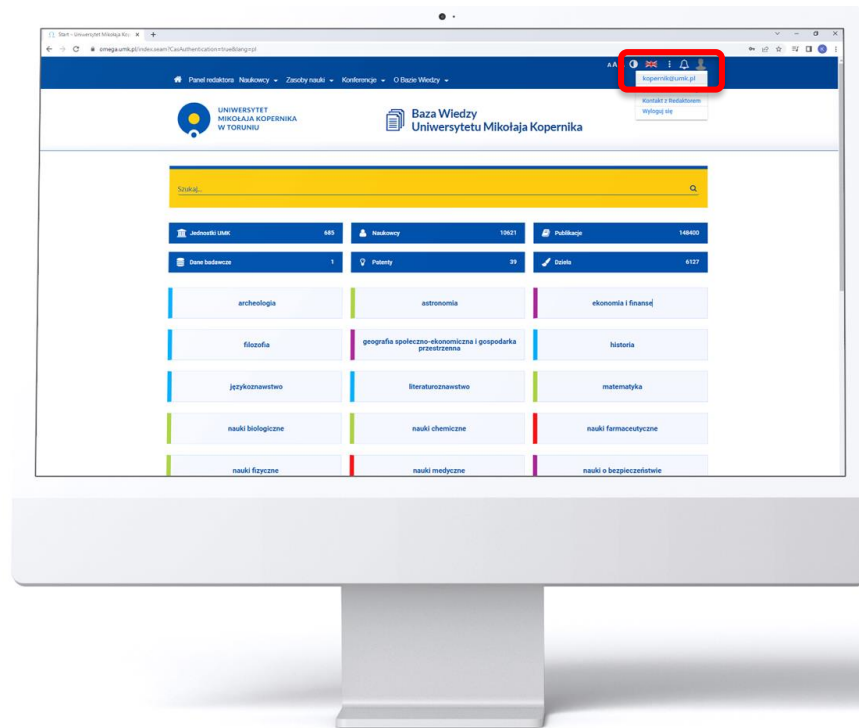 Start - Uniwersytet Mikołaja Kop
omega.umk.pl/index.seam?CasAuthentication=true&lang=pl
AA
Panel redaktora Naukowcy Zasoby nauki Konferencje O Bazie Wiedzy
kopernik@umk.pl
Kontakt z Redaktorem
Wyloguj się
UNIWERSYTET
MIKOŁAJA KOPERNIKA
W TORUNIU
Baza Wiedzy
Uniwersytetu Mikołaja Kopernika
Szukaj...
Jednostki UMK 685 Naukowcy 10621 Publikacje 148400
Dane badawcze 1 Patenty 39 Dzieła 6127
archeologia astronomia ekonomia i finanse
filozofia geografia społeczno-ekonomiczna i gospodarka przestrzenna historia
językoznawstwo literaturoznawstwo matematyka
nauki biologiczne nauki chemiczne nauki farmaceutyczne
nauki fizyczne nauki medyczne nauki o bezpieczeństwie